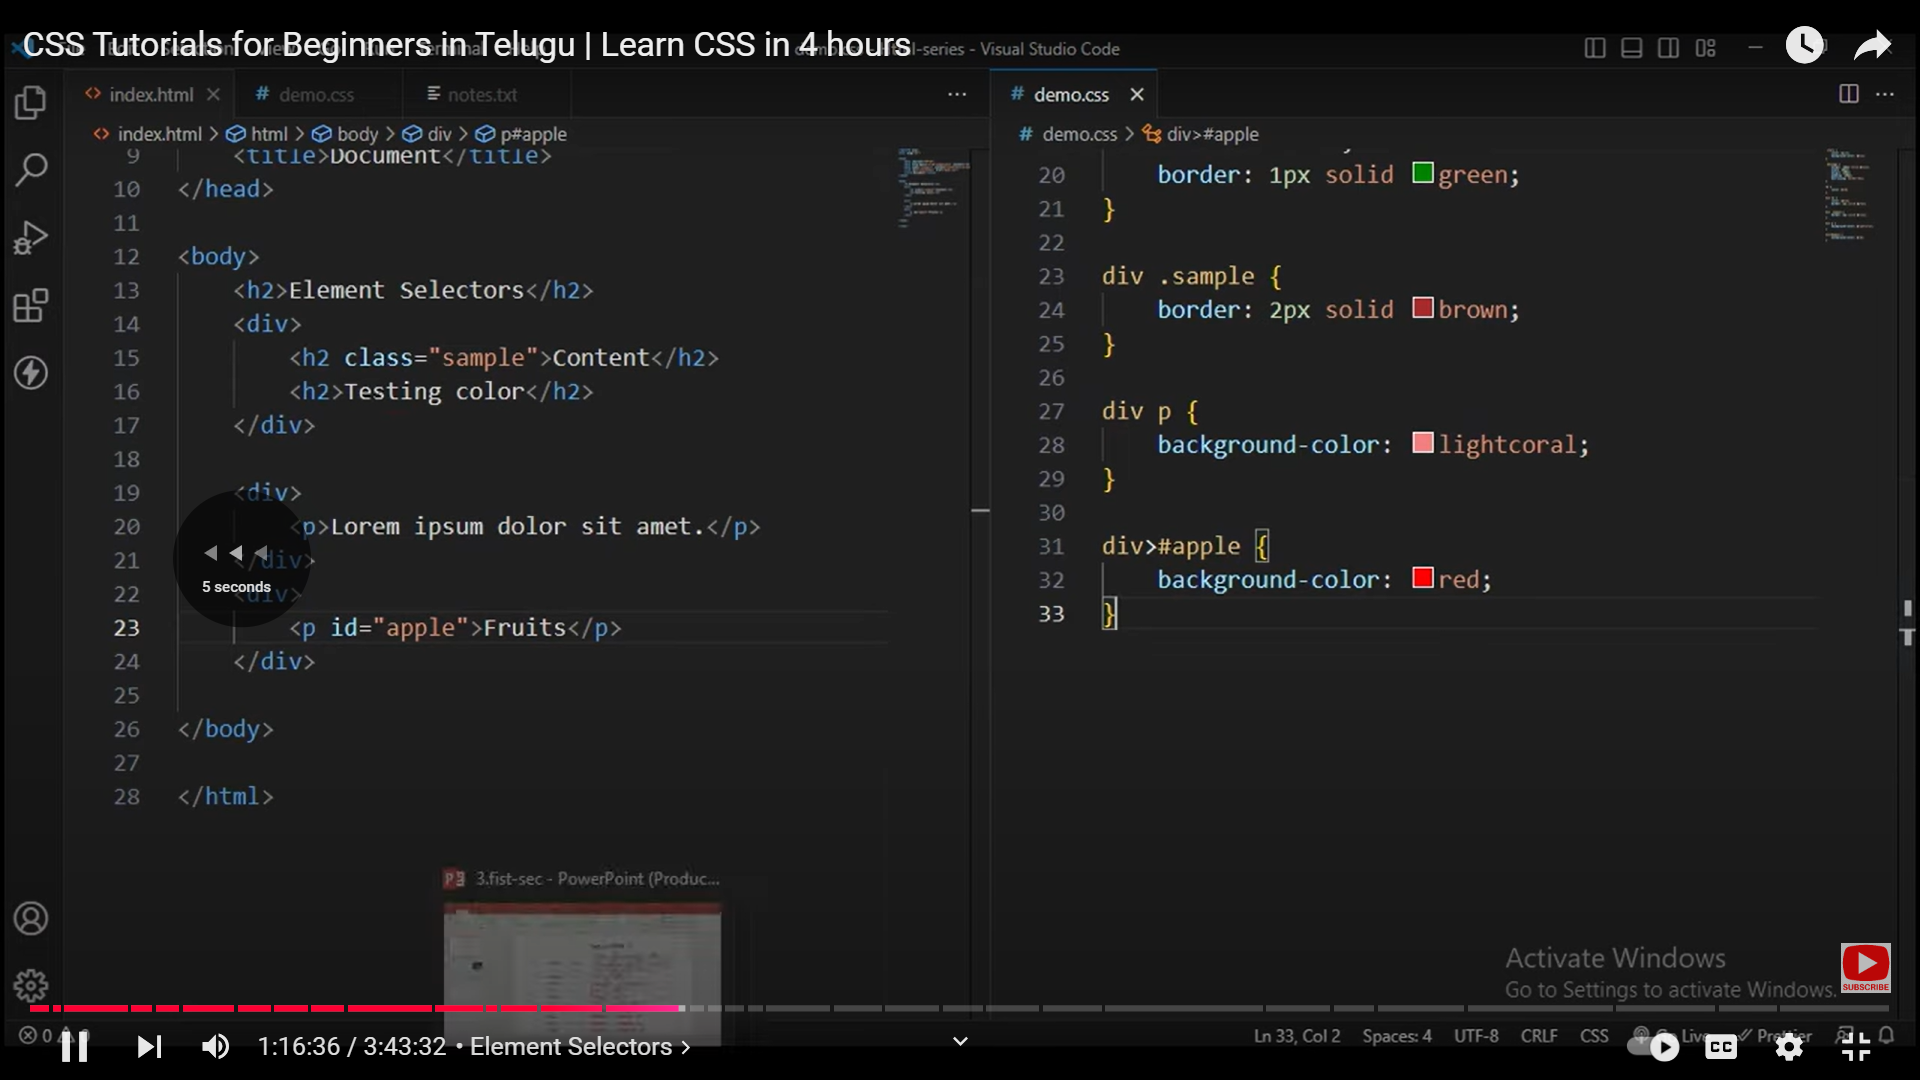 CSS Tutorials for Beginners in Telugu | Learn CSS in 4 hours
-series - Visual Studio Code
index.html
demo.css
notes.txt
demo.css
index.html > html > body > div > p#apple
demo.css > div>#apple
9 <title>Document</title>
10 </head>
11
12 <body>
13 <h2>Element Selectors</h2>
14 <div>
15 <h2 class="sample">Content</h2>
16 <h2>Testing color</h2>
17 </div>
18
19 <div>
20 <p>Lorem ipsum dolor sit amet.</p>
21 </div>
22 <div>
23 <p id="apple">Fruits</p>
24 </div>
25
26 </body>
27
28 </html>
5 seconds
20 border: 1px solid green;
21 }
22
23 div .sample {
24 border: 2px solid brown;
25 }
26
27 div p {
28 background-color: lightcoral;
29 }
30
31 div>#apple {
32 background-color: red;
33 }
3.fist-sec - PowerPoint (Produc...
Activate Windows
Go to Settings to activate Windows.
SUBSCRIBE
1:16:36 / 3:43:32 • Element Selectors >
Ln 33, Col 2
Spaces: 4
UTF-8
CRLF
CSS
Prettier
CC